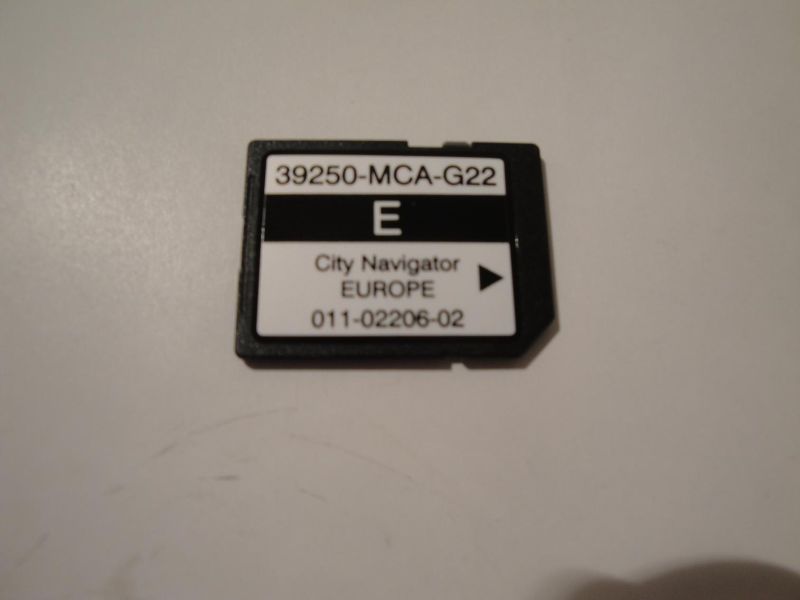 39250-MCA-G22
E
City Navigator
EUROPE
011-02206-02